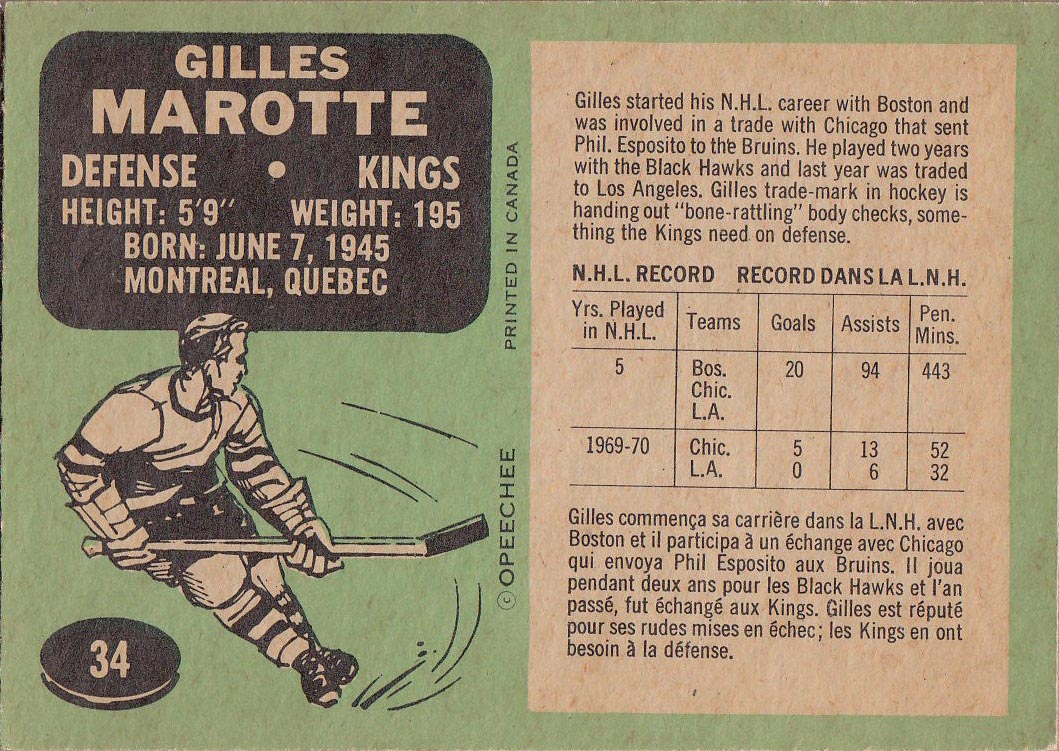 GILLES
MAROTTE
DEFENSE • KINGS
HEIGHT: 5'9" WEIGHT: 195
BORN: JUNE 7, 1945
MONTREAL, QUEBEC
34
PRINTED IN CANADA
© OPEECHEE
Gilles started his N.H.L. career with Boston and
was involved in a trade with Chicago that sent
Phil. Esposito to the Bruins. He played two years
with the Black Hawks and last year was traded
to Los Angeles. Gilles trade-mark in hockey is
handing out "bone-rattling" body checks, some-
thing the Kings need on defense.
N.H.L. RECORD RECORD DANS LA L.N.H.
Yrs. Played in N.H.L. Teams Goals Assists Pen. Mins.
5 Bos. 20 94 443
Chic.
L.A.
1969-70 Chic. 5 13 52
L.A. 0 6 32
Gilles commença sa carrière dans la L.N.H. avec
Boston et il participa à un échange avec Chicago
qui envoya Phil Esposito aux Bruins. Il joua
pendant deux ans pour les Black Hawks et l'an
passé, fut échangé aux Kings. Gilles est réputé
pour ses rudes mises en échec; les Kings en ont
besoin à la défense.